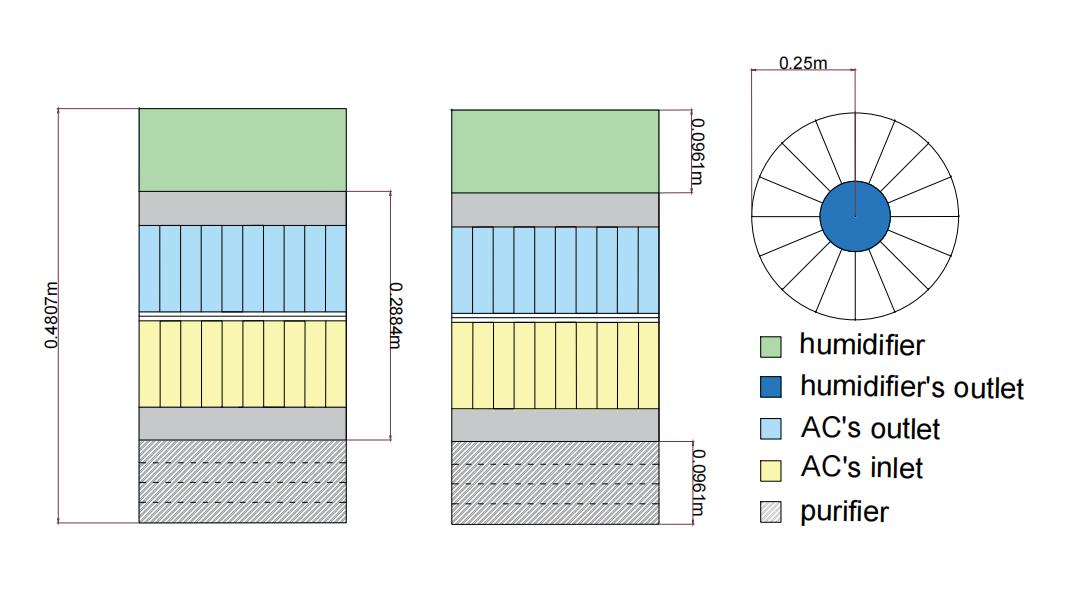 0.4807m
0.2884m
0.0961m
0.0961m
0.25m
humidifier
humidifier's outlet
AC's outlet
AC's inlet
purifier